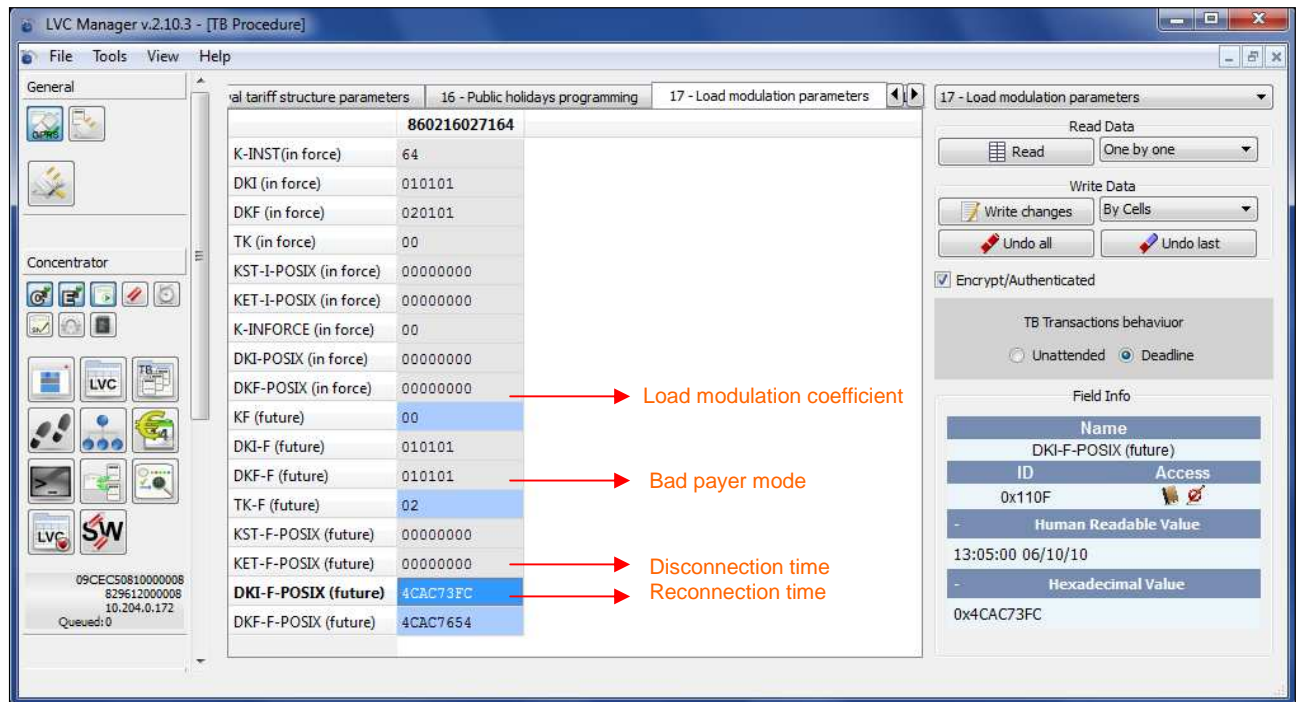 LVC Manager v.2.10.3 - [TB Procedure]
File Tools View Help
General
GPRS
Concentrator
LVC
TB
4
LVC
SW
09CEC50810000008
829612000008
10.204.0.172
Queued: 0
al tariff structure parameters
16 - Public holidays programming
17 - Load modulation parameters
860216027164
K-INST(in force) 64
DKI (in force) 010101
DKF (in force) 020101
TK (in force) 00
KST-I-POSIX (in force) 00000000
KET-I-POSIX (in force) 00000000
K-INFORCE (in force) 00
DKI-POSIX (in force) 00000000
DKF-POSIX (in force) 00000000
Load modulation coefficient
KF (future) 00
DKI-F (future) 010101
DKF-F (future) 010101
Bad payer mode
TK-F (future) 02
KST-F-POSIX (future) 00000000
KET-F-POSIX (future) 00000000
Disconnection time
DKI-F-POSIX (future) 4CAC73FC
Reconnection time
DKF-F-POSIX (future) 4CAC7654
17 - Load modulation parameters
Read Data
Read One by one
Write Data
Write changes By Cells
Undo all Undo last
Encrypt/Authenticated
TB Transactions behaviuor
Unattended Deadline
Field Info
Name
DKI-F-POSIX (future)
ID Access
0x110F
- Human Readable Value
13:05:00 06/10/10
- Hexadecimal Value
0x4CAC73FC